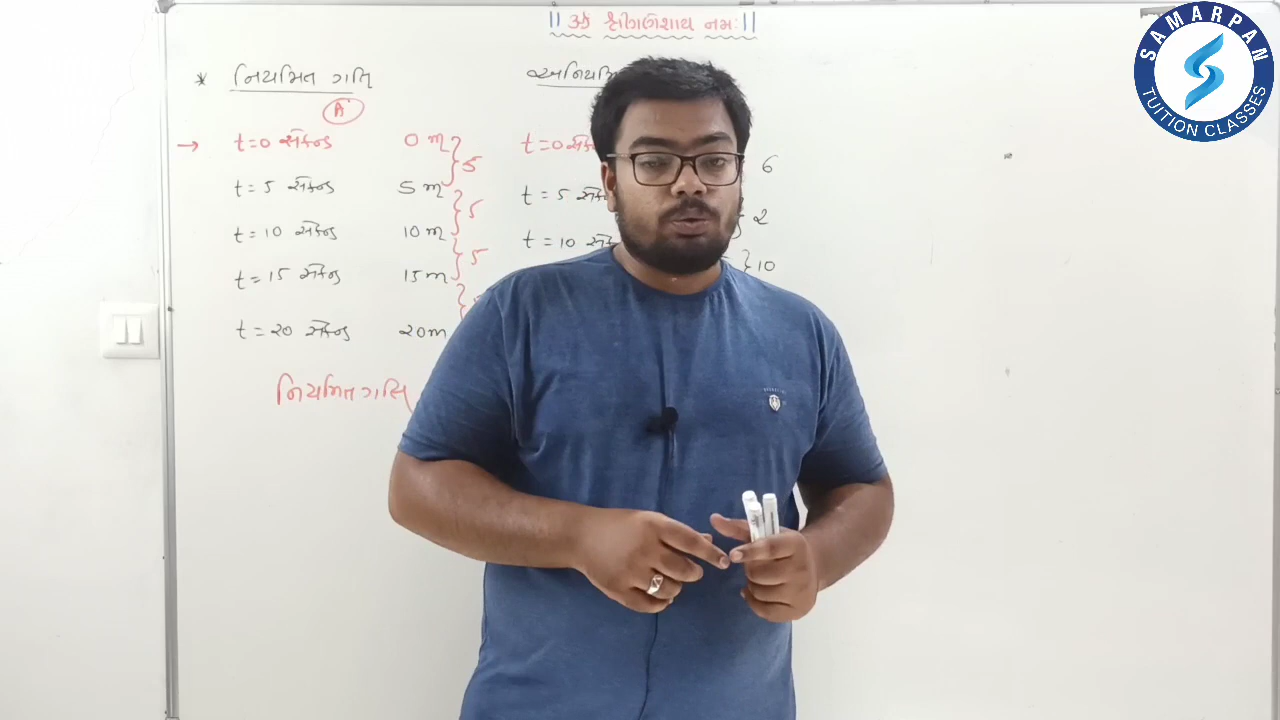 || ૐ શ્રીગણેશાય નમઃ ||
* નિયમિત ગતિ
A
→ t=0 સેકન્ડ 0 m } 5
t = 5 સેકન્ડ 5 m } 5
t = 10 સેકન્ડ 10 m } 5
t = 15 સેકન્ડ 15 m
t = 20 સેકન્ડ 20m
નિયમિત ગતિ
t=0
t = 5
t = 10
6
2
} 10
SAMARPAN
TUITION CLASSES